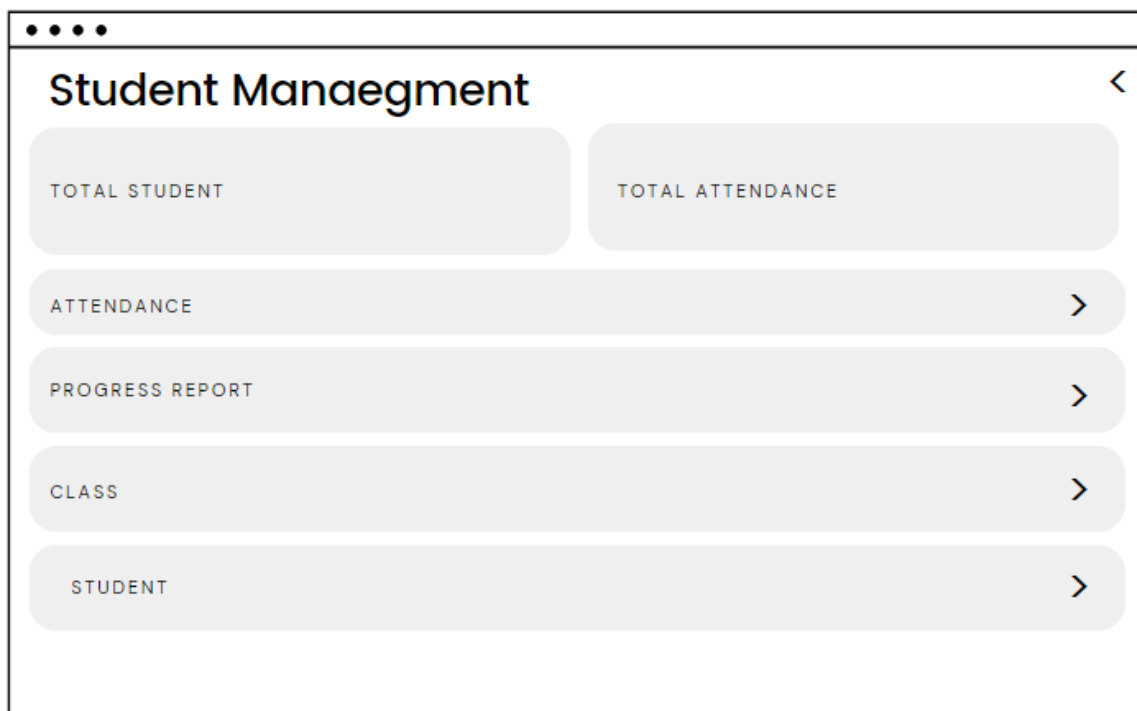 Student Manaegment
TOTAL STUDENT
TOTAL ATTENDANCE
ATTENDANCE
PROGRESS REPORT
CLASS
STUDENT